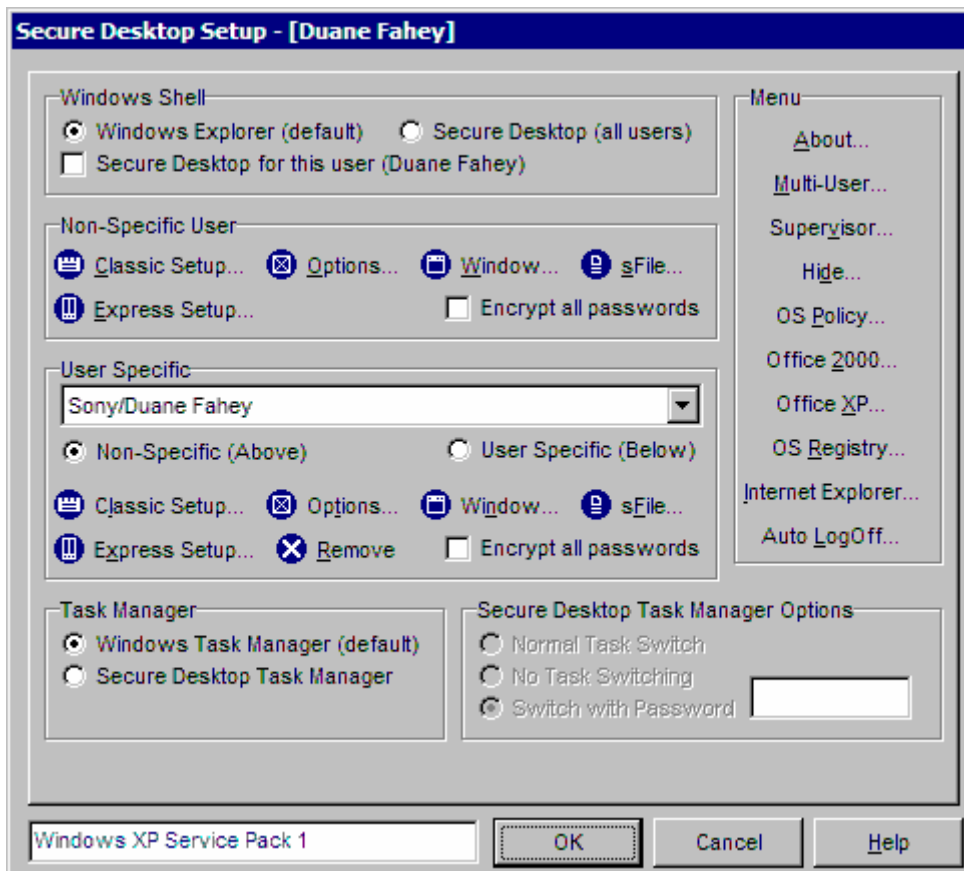 Secure Desktop Setup - [Duane Fahey]
Windows Shell
Windows Explorer (default) Secure Desktop (all users)
Secure Desktop for this user (Duane Fahey)
Non-Specific User
Classic Setup... Options... Window... sFile...
Express Setup... Encrypt all passwords
User Specific
Sony/Duane Fahey
Non-Specific (Above) User Specific (Below)
Classic Setup... Options... Window... sFile...
Express Setup... Remove Encrypt all passwords
Menu
About...
Multi-User...
Supervisor...
Hide...
OS Policy...
Office 2000...
Office XP...
OS Registry...
Internet Explorer...
Auto LogOff...
Task Manager
Windows Task Manager (default)
Secure Desktop Task Manager
Secure Desktop Task Manager Options
Normal Task Switch
No Task Switching
Switch with Password
Windows XP Service Pack 1 OK Cancel Help